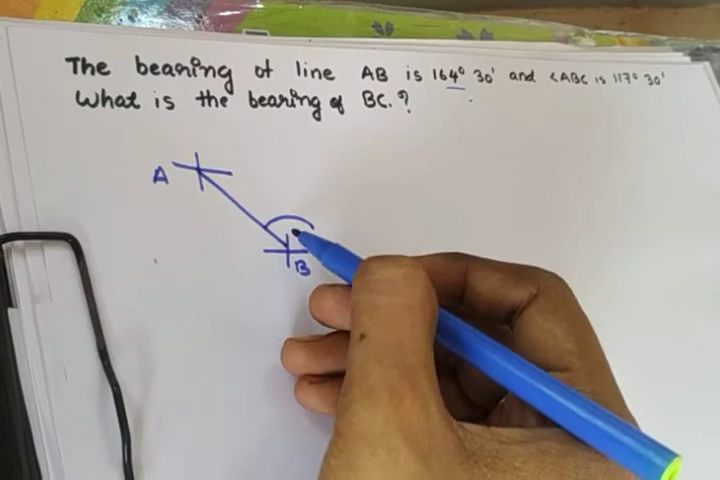 The bearing of line AB is 164° 30' and <ABC is 117° 30'
What is the bearing of BC.?
A
B